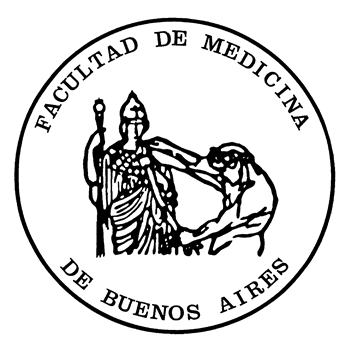 FACULTAD DE MEDICINA
DE BUENOS AIRES